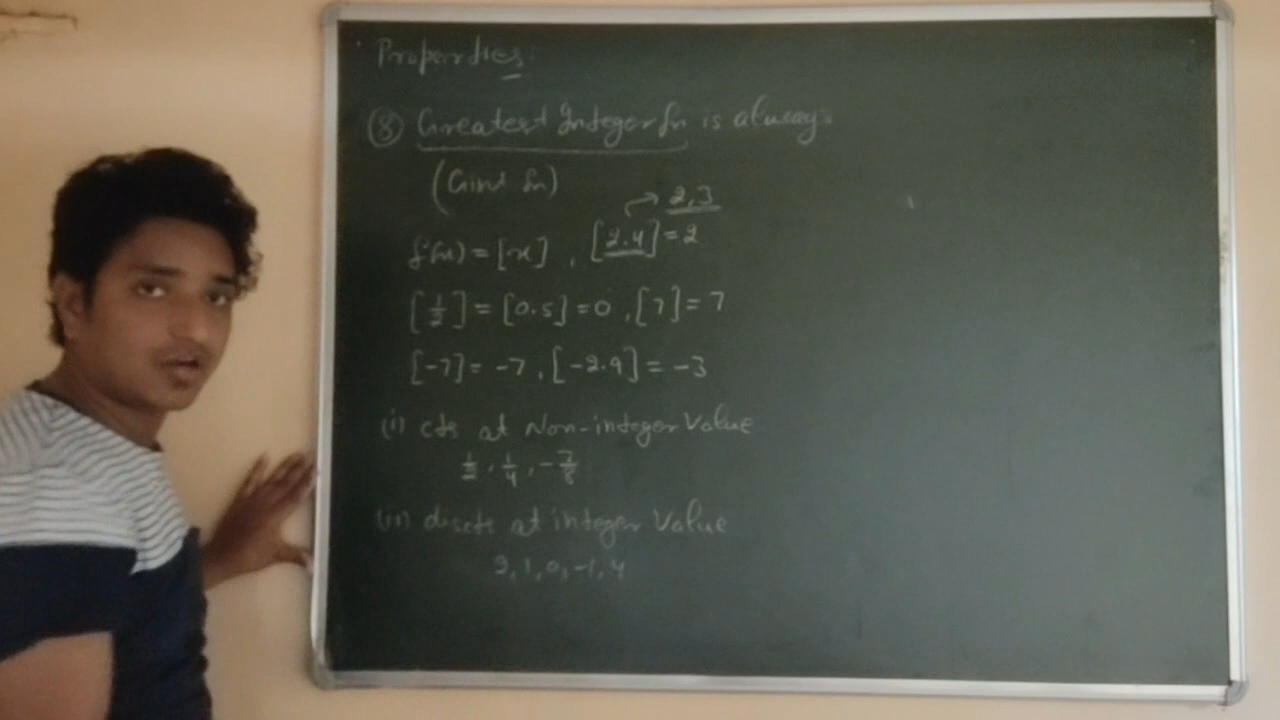 Properties:
(8) Greatest Integer fn is always
(Gint fn)
2,3
f(x) = [x] , [2.4] = 2
[1/2] = [0.5] = 0 , [7] = 7
[-7] = -7 , [-2.9] = -3
(i) cts at Non-integer Value
1/2 , 1/4 , -7/8
(ii) discts at integer Value
2, 1, 0, -1, 4